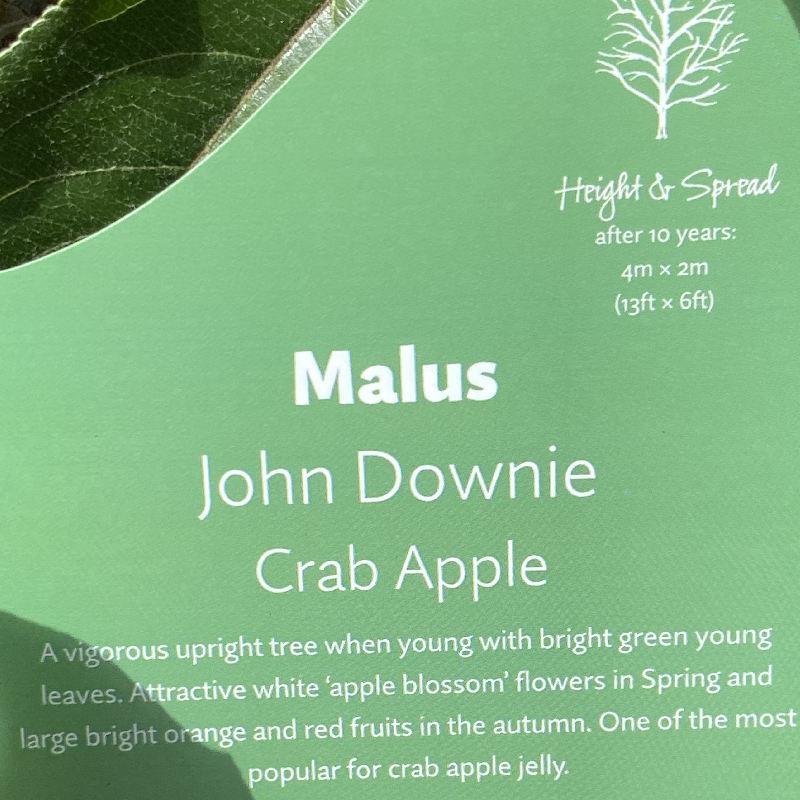 Height & Spread
after 10 years:
4m × 2m
(13ft × 6ft)
Malus
John Downie
Crab Apple
A vigorous upright tree when young with bright green young
leaves. Attractive white ‘apple blossom’ flowers in Spring and
large bright orange and red fruits in the autumn. One of the most
popular for crab apple jelly.